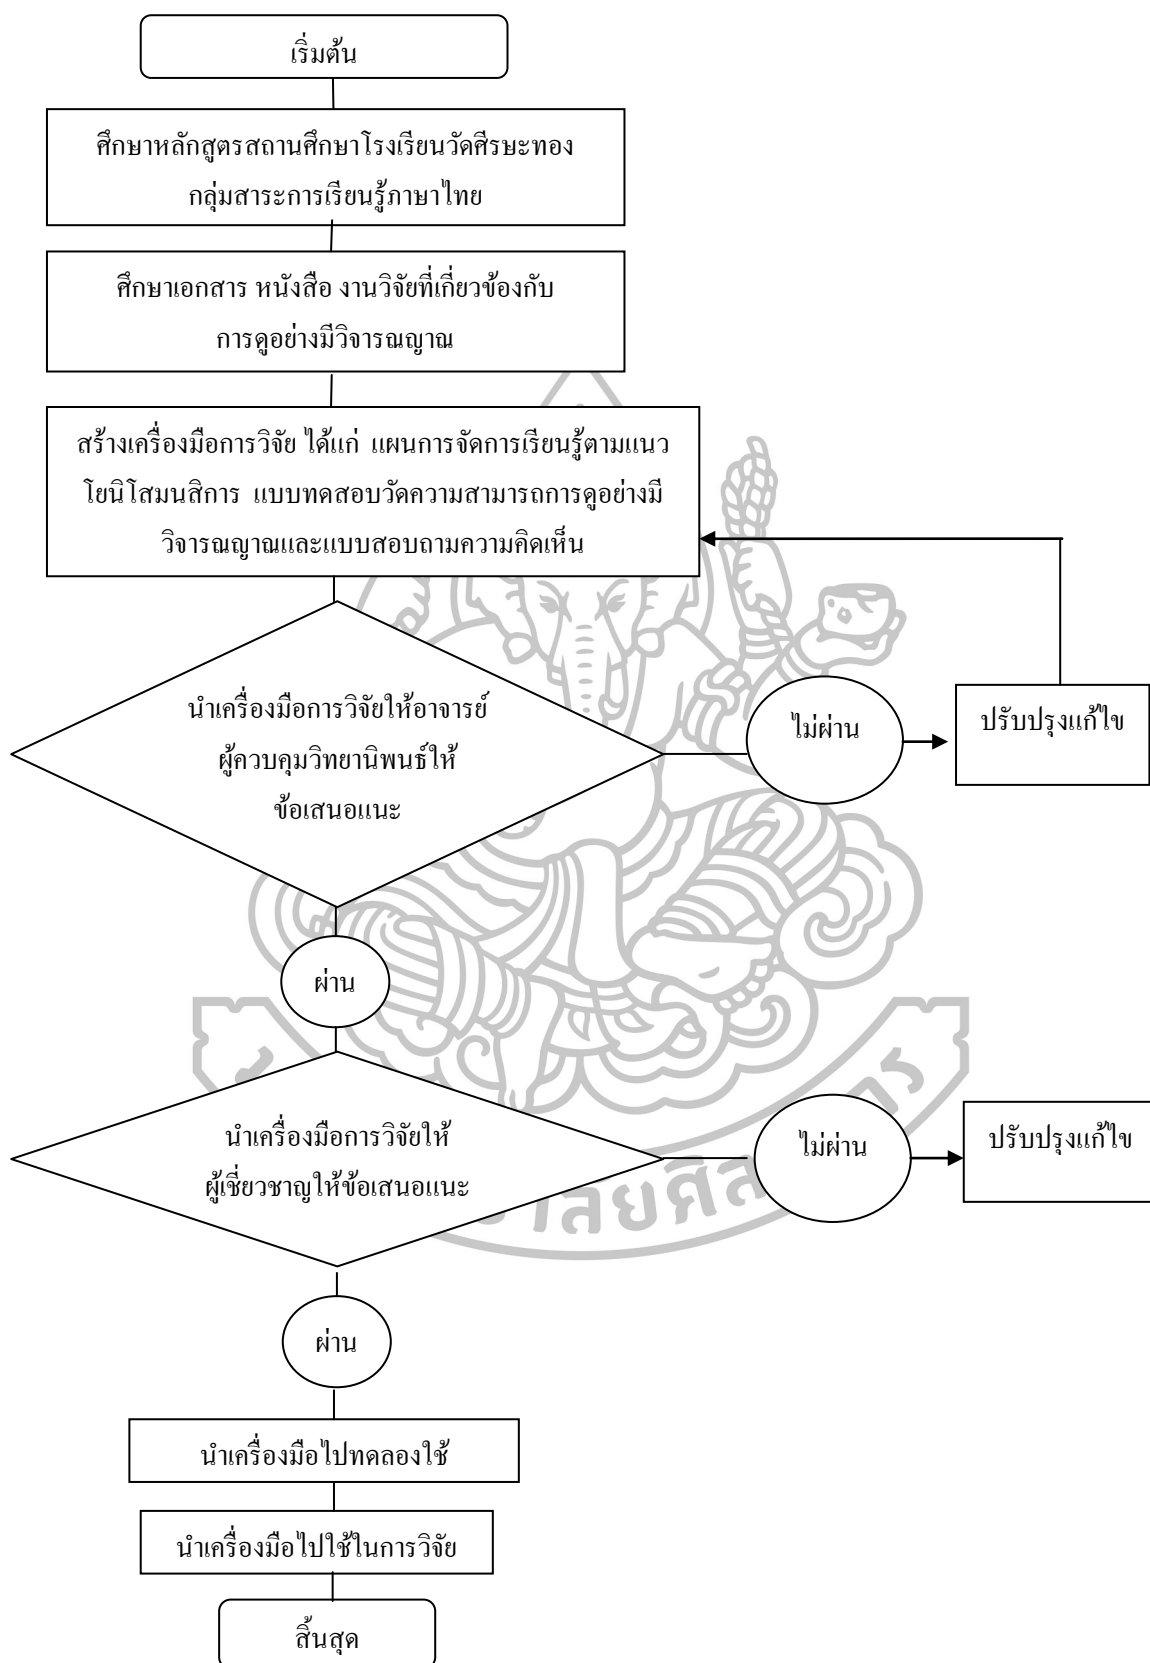 เริ่มต้น
ศึกษาหลักสูตรสถานศึกษาโรงเรียนวัดศีรษะทอง
กลุ่มสาระการเรียนรู้ภาษาไทย
ศึกษาเอกสาร หนังสือ งานวิจัยที่เกี่ยวข้องกับ
การดูอย่างมีวิจารณญาณ
สร้างเครื่องมือการวิจัย ได้แก่ แผนการจัดการเรียนรู้ตามแนว
โยนิโสมนสิการ แบบทดสอบวัดความสามารถการดูอย่างมี
วิจารณญาณและแบบสอบถามความคิดเห็น
นำเครื่องมือการวิจัยให้อาจารย์
ผู้ควบคุมวิทยานิพนธ์ให้
ข้อเสนอแนะ
ไม่ผ่าน
ปรับปรุงแก้ไข
ผ่าน
นำเครื่องมือการวิจัยให้
ผู้เชี่ยวชาญให้ข้อเสนอแนะ
ไม่ผ่าน
ปรับปรุงแก้ไข
ผ่าน
นำเครื่องมือไปทดลองใช้
นำเครื่องมือไปใช้ในการวิจัย
สิ้นสุด